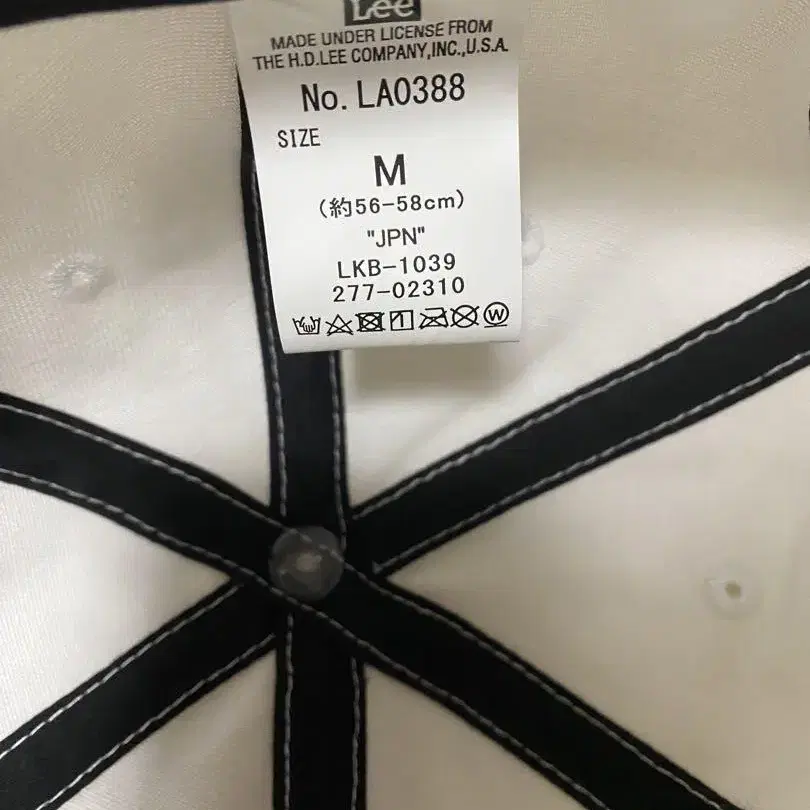 Lee
MADE UNDER LICENSE FROM
THE H.D.LEE COMPANY,INC.,U.S.A.
No. LA0388
SIZE
M
(約56-58cm)
"JPN"
LKB-1039
277-02310